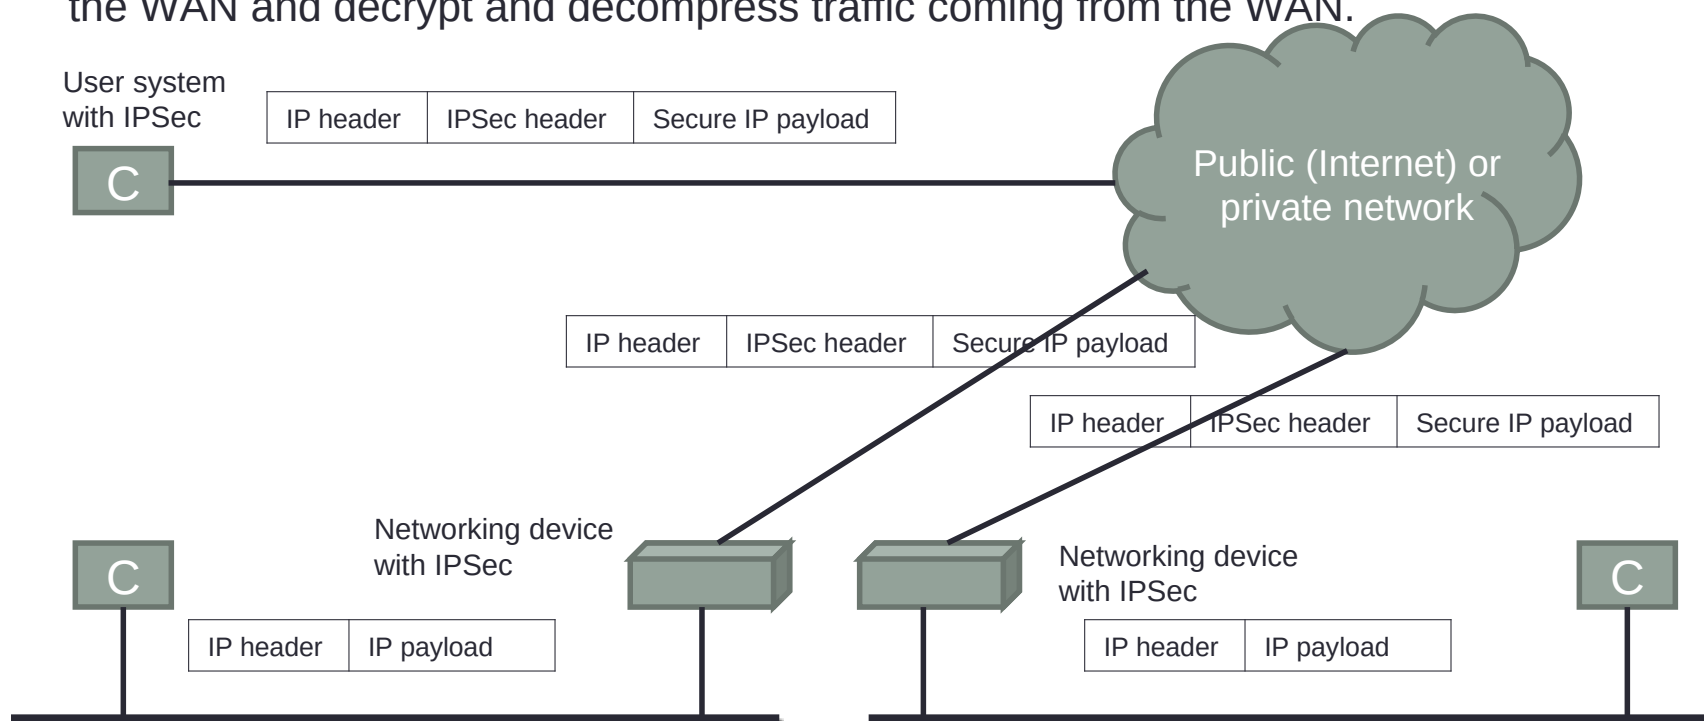 the WAN and decrypt and decompress traffic coming from the WAN.
User system
with IPSec
IP header
IPSec header
Secure IP payload
C
Public (Internet) or
private network
IP header
IPSec header
Secure IP payload
IP header
IPSec header
Secure IP payload
Networking device
with IPSec
Networking device
with IPSec
C
C
IP header
IP payload
IP header
IP payload